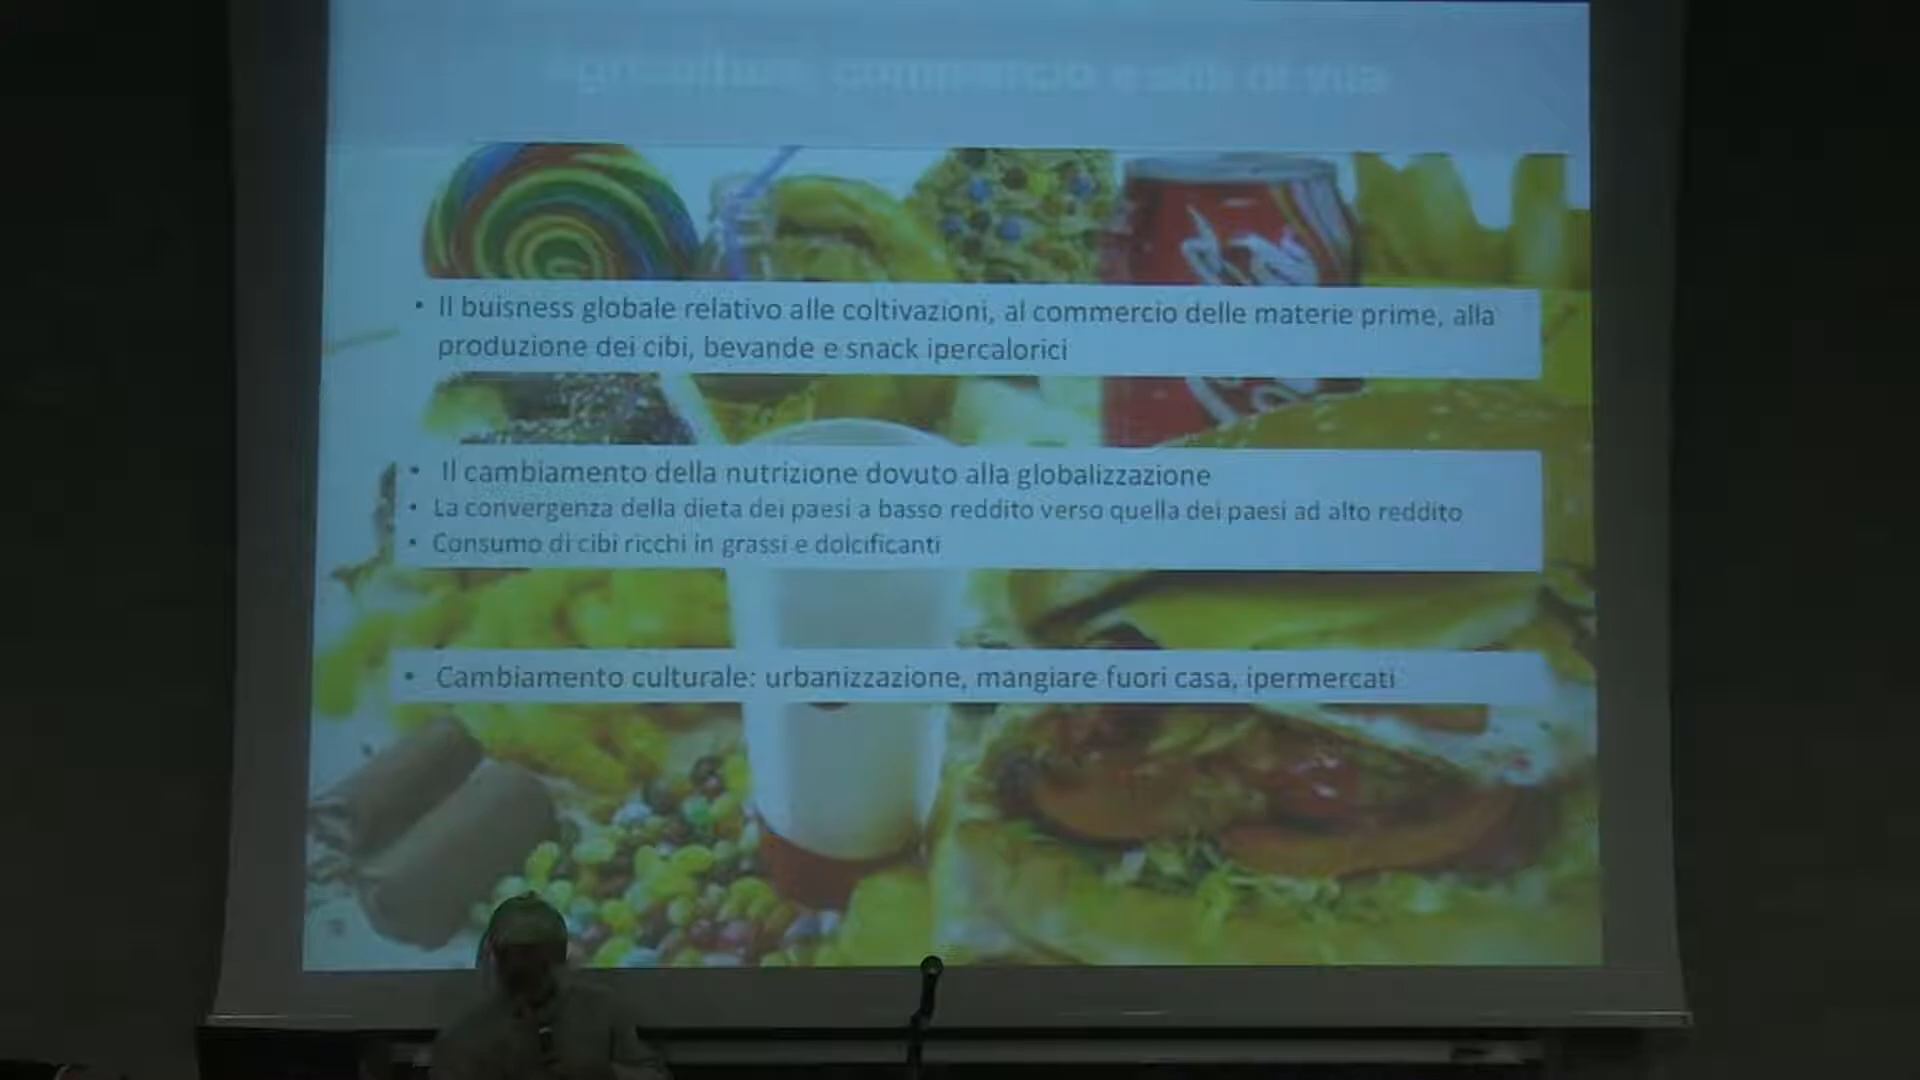 Agricoltura, commercio e stili di vita
• Il buisness globale relativo alle coltivazioni, al commercio delle materie prime, alla
produzione dei cibi, bevande e snack ipercalorici
• Il cambiamento della nutrizione dovuto alla globalizzazione
• La convergenza della dieta dei paesi a basso reddito verso quella dei paesi ad alto reddito
• Consumo di cibi ricchi in grassi e dolcificanti
• Cambiamento culturale: urbanizzazione, mangiare fuori casa, ipermercati